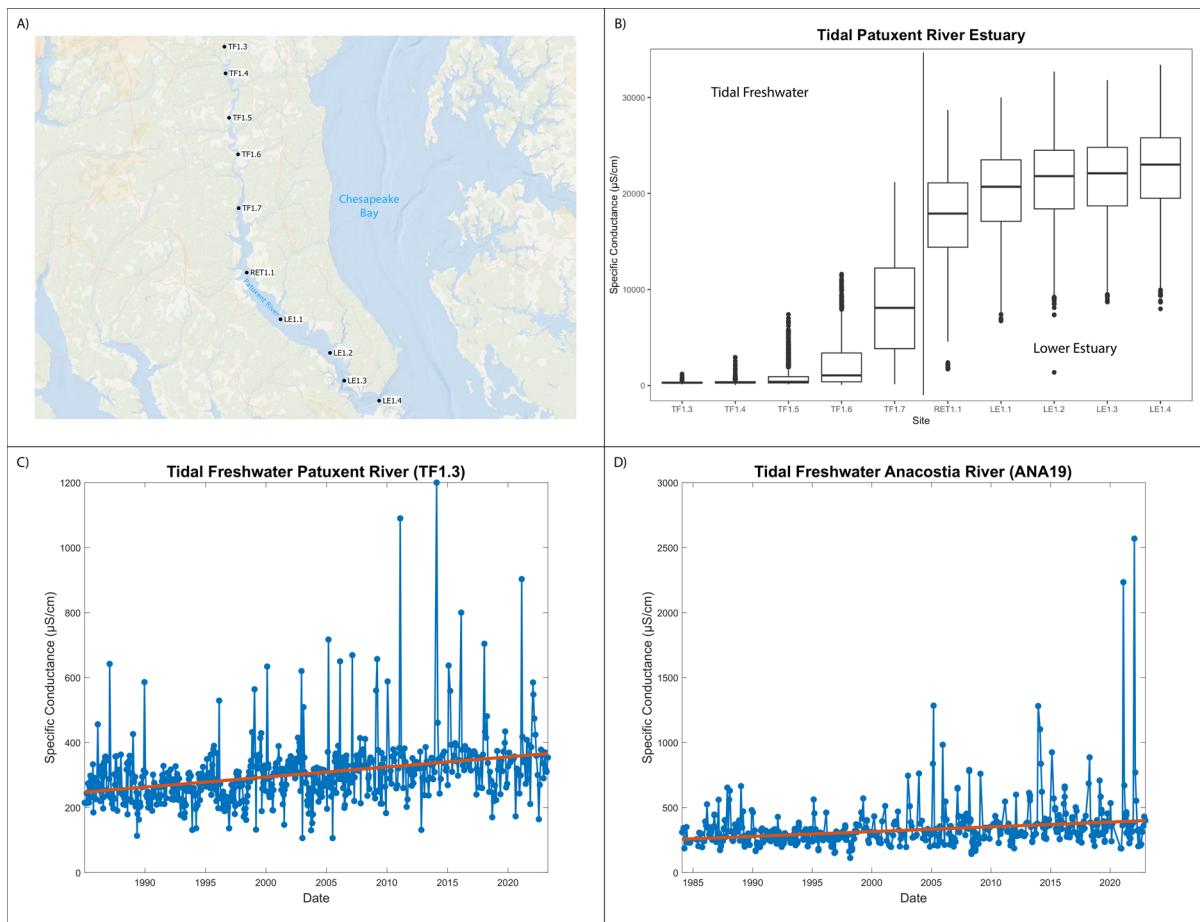 A)
TF1.3
TF1.4
TF1.5
TF1.6
TF1.7
Chesapeake
Bay
RET1.1
Patuxent River
LE1.1
LE1.2
LE1.3
LE1.4
B)
Tidal Patuxent River Estuary
Tidal Freshwater
Lower Estuary
Specific Conductance (µS/cm)
30000
20000
10000
0
TF1.3 TF1.4 TF1.5 TF1.6 TF1.7 RET1.1 LE1.1 LE1.2 LE1.3 LE1.4
Site
C)
Tidal Freshwater Patuxent River (TF1.3)
Specific Conductance (µS/cm)
1200
1000
800
600
400
200
0
1990 1995 2000 2005 2010 2015 2020
Date
D)
Tidal Freshwater Anacostia River (ANA19)
Specific Conductance (µS/cm)
3000
2500
2000
1500
1000
500
0
1985 1990 1995 2000 2005 2010 2015 2020
Date